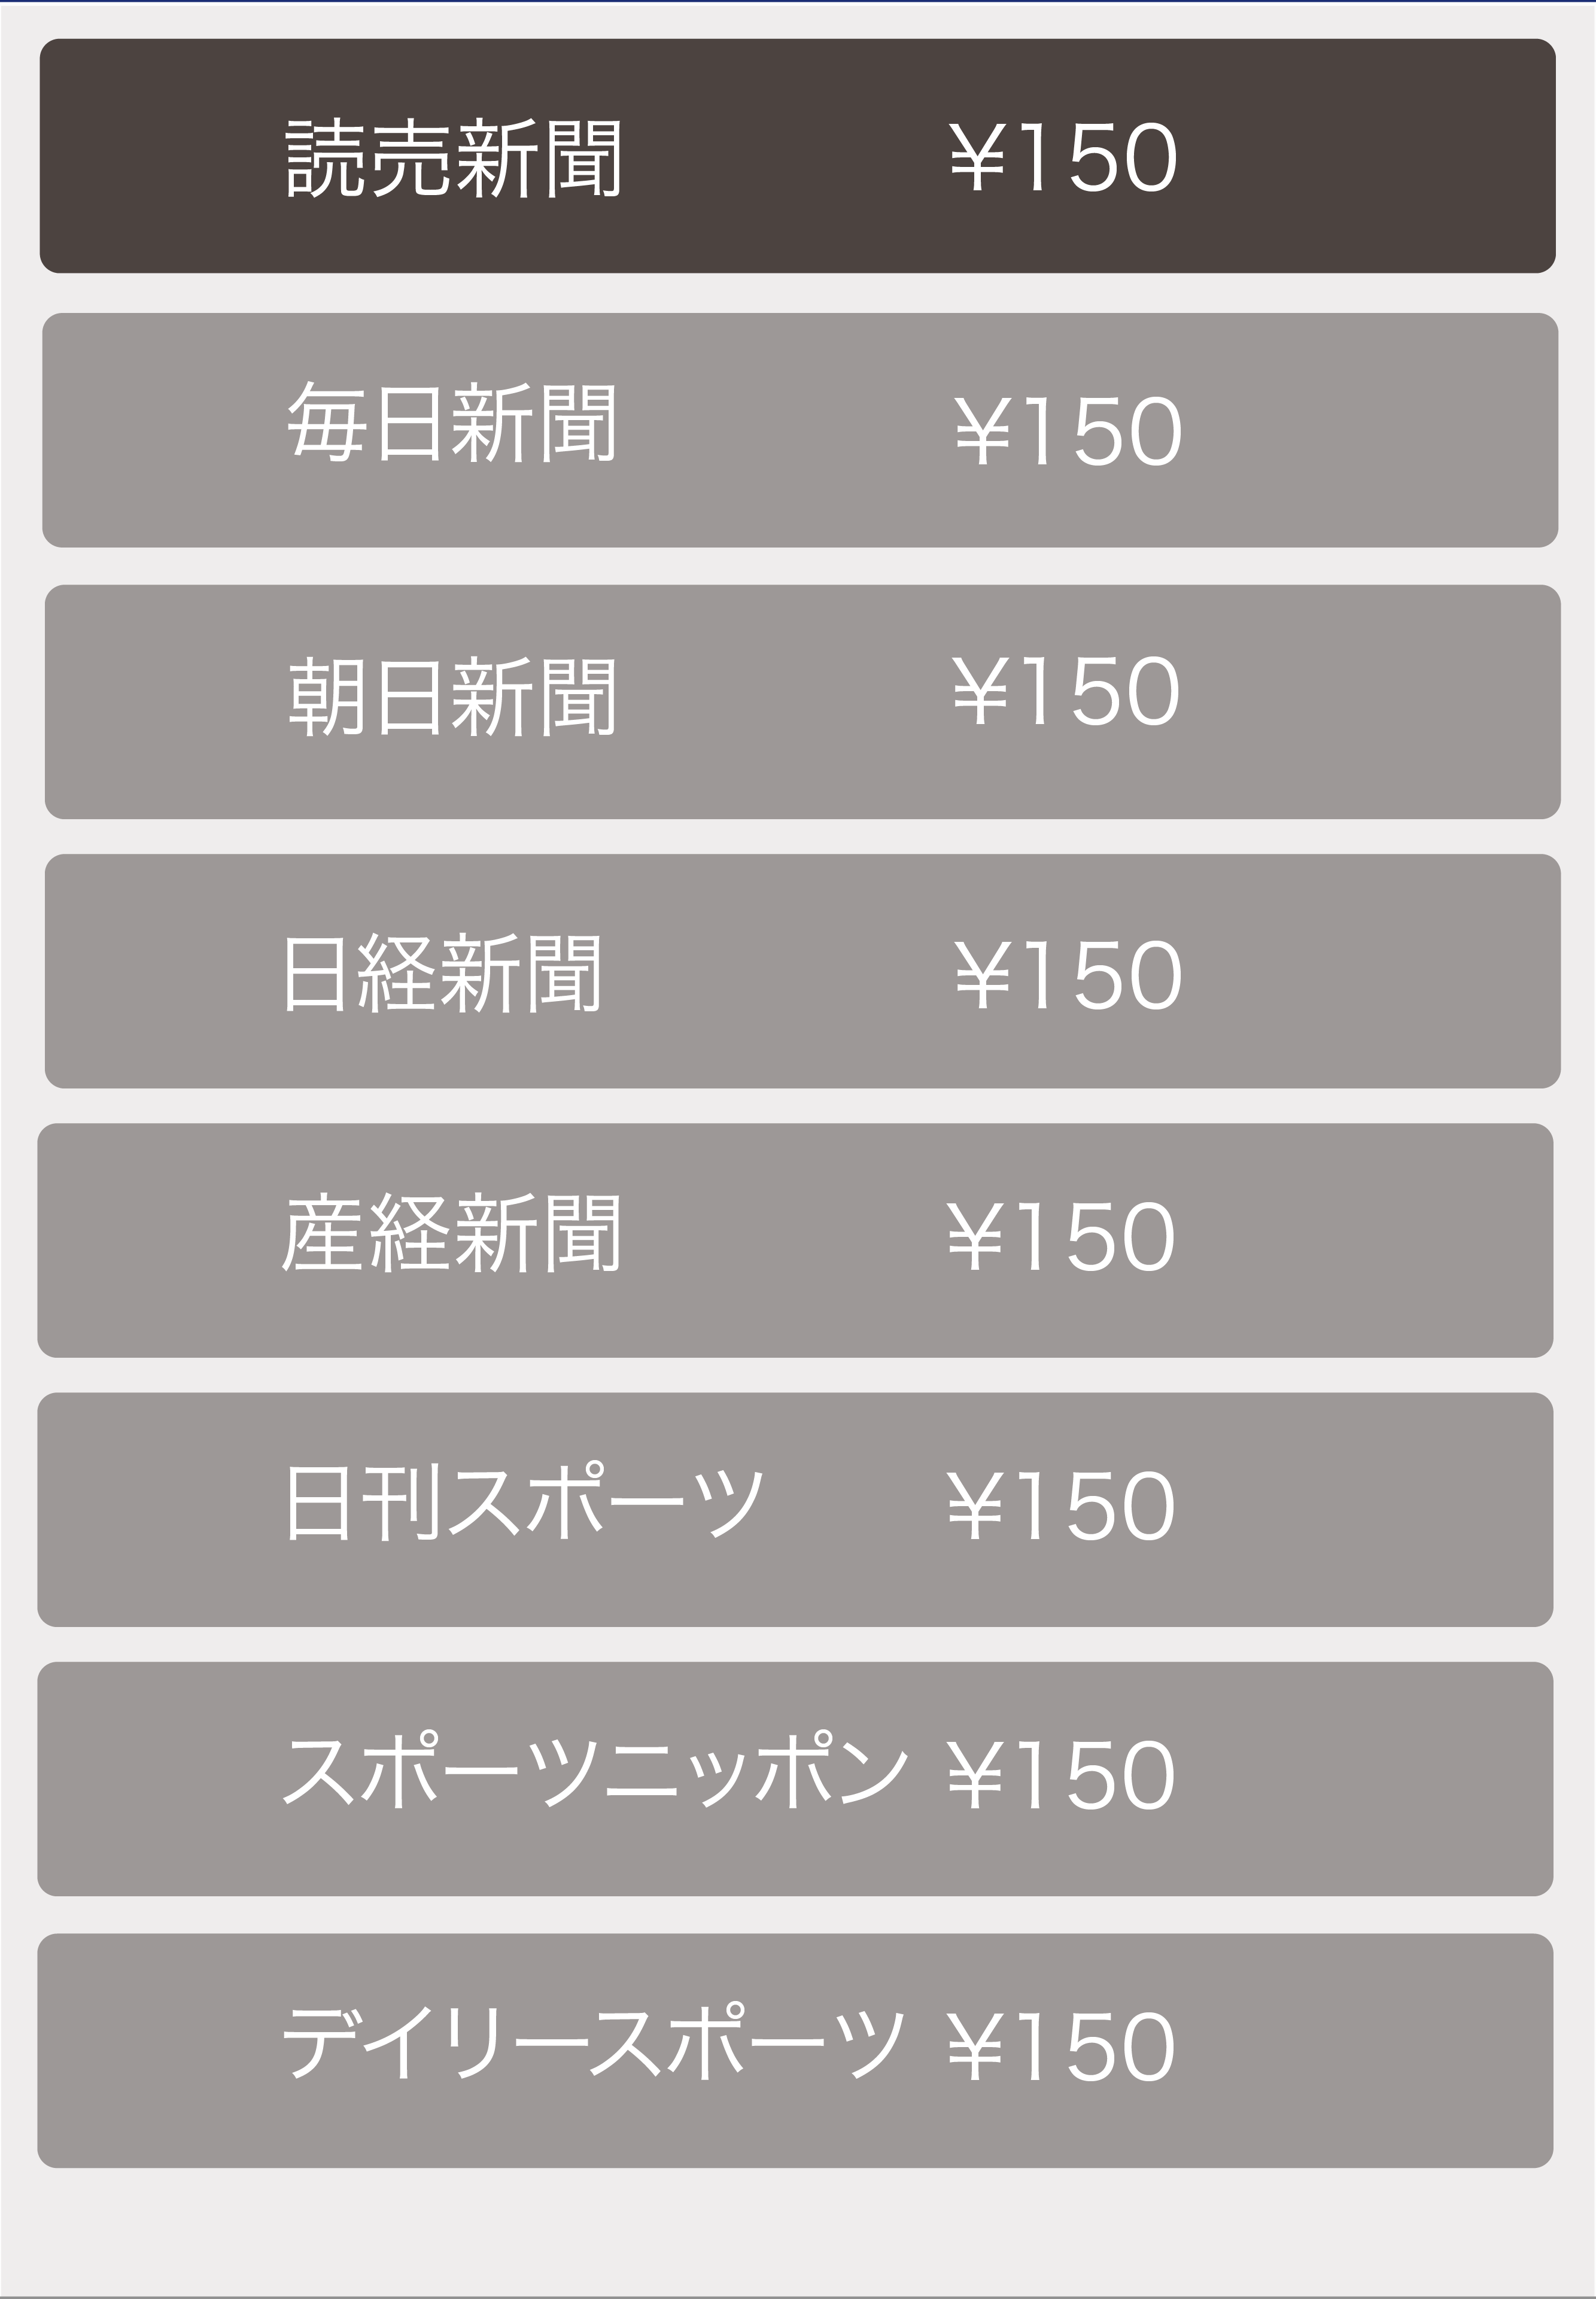 読売新聞 ¥150
毎日新聞 ¥150
朝日新聞 ¥150
日経新聞 ¥150
産経新聞 ¥150
日刊スポーツ ¥150
スポーツニッポン ¥150
デイリースポーツ ¥150